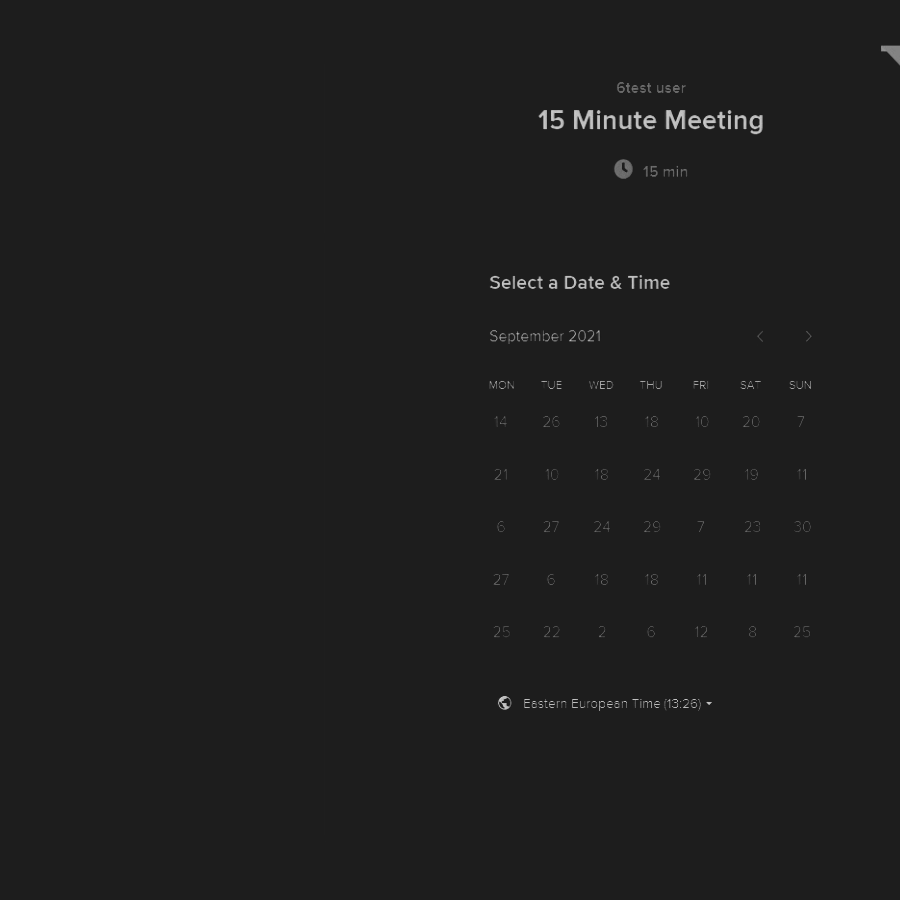 6test user
15 Minute Meeting
15 min
Select a Date & Time
September 2021
MON TUE WED THU FRI SAT SUN
14 26 13 18 10 20 7
21 10 18 24 29 19 11
6 27 24 29 7 23 30
27 6 18 18 11 11 11
25 22 2 6 12 8 25
Eastern European Time (13:26)